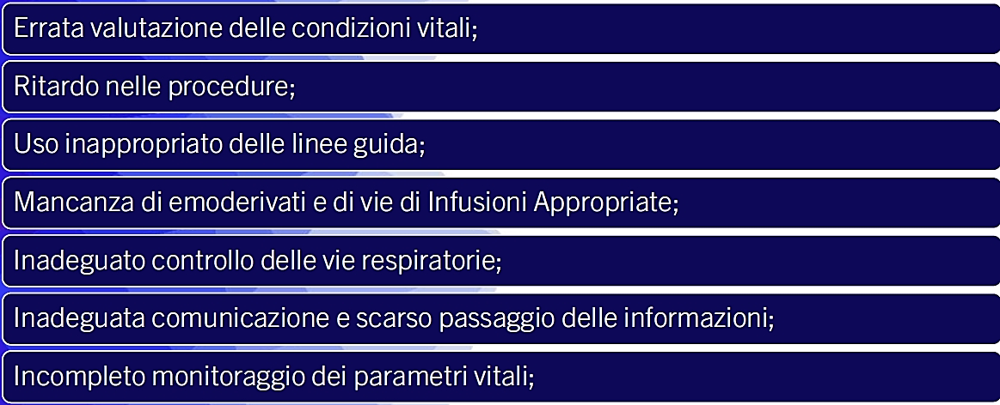 Errata valutazione delle condizioni vitali;
Ritardo nelle procedure;
Uso inappropriato delle linee guida;
Mancanza di emoderivati e di vie di Infusioni Appropriate;
Inadeguato controllo delle vie respiratorie;
Inadeguata comunicazione e scarso passaggio delle informazioni;
Incompleto monitoraggio dei parametri vitali;